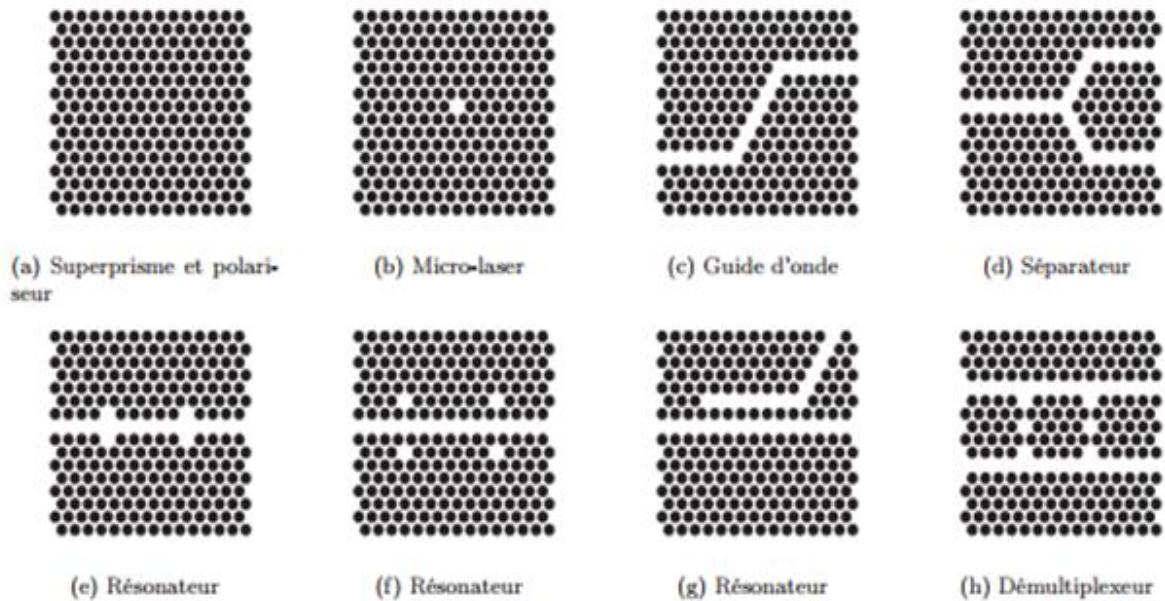 (a) Superprisme et polari-
seur
(b) Micro-laser
(c) Guide d'onde
(d) Séparateur
(e) Résonateur
(f) Résonateur
(g) Résonateur
(h) Démultiplexeur